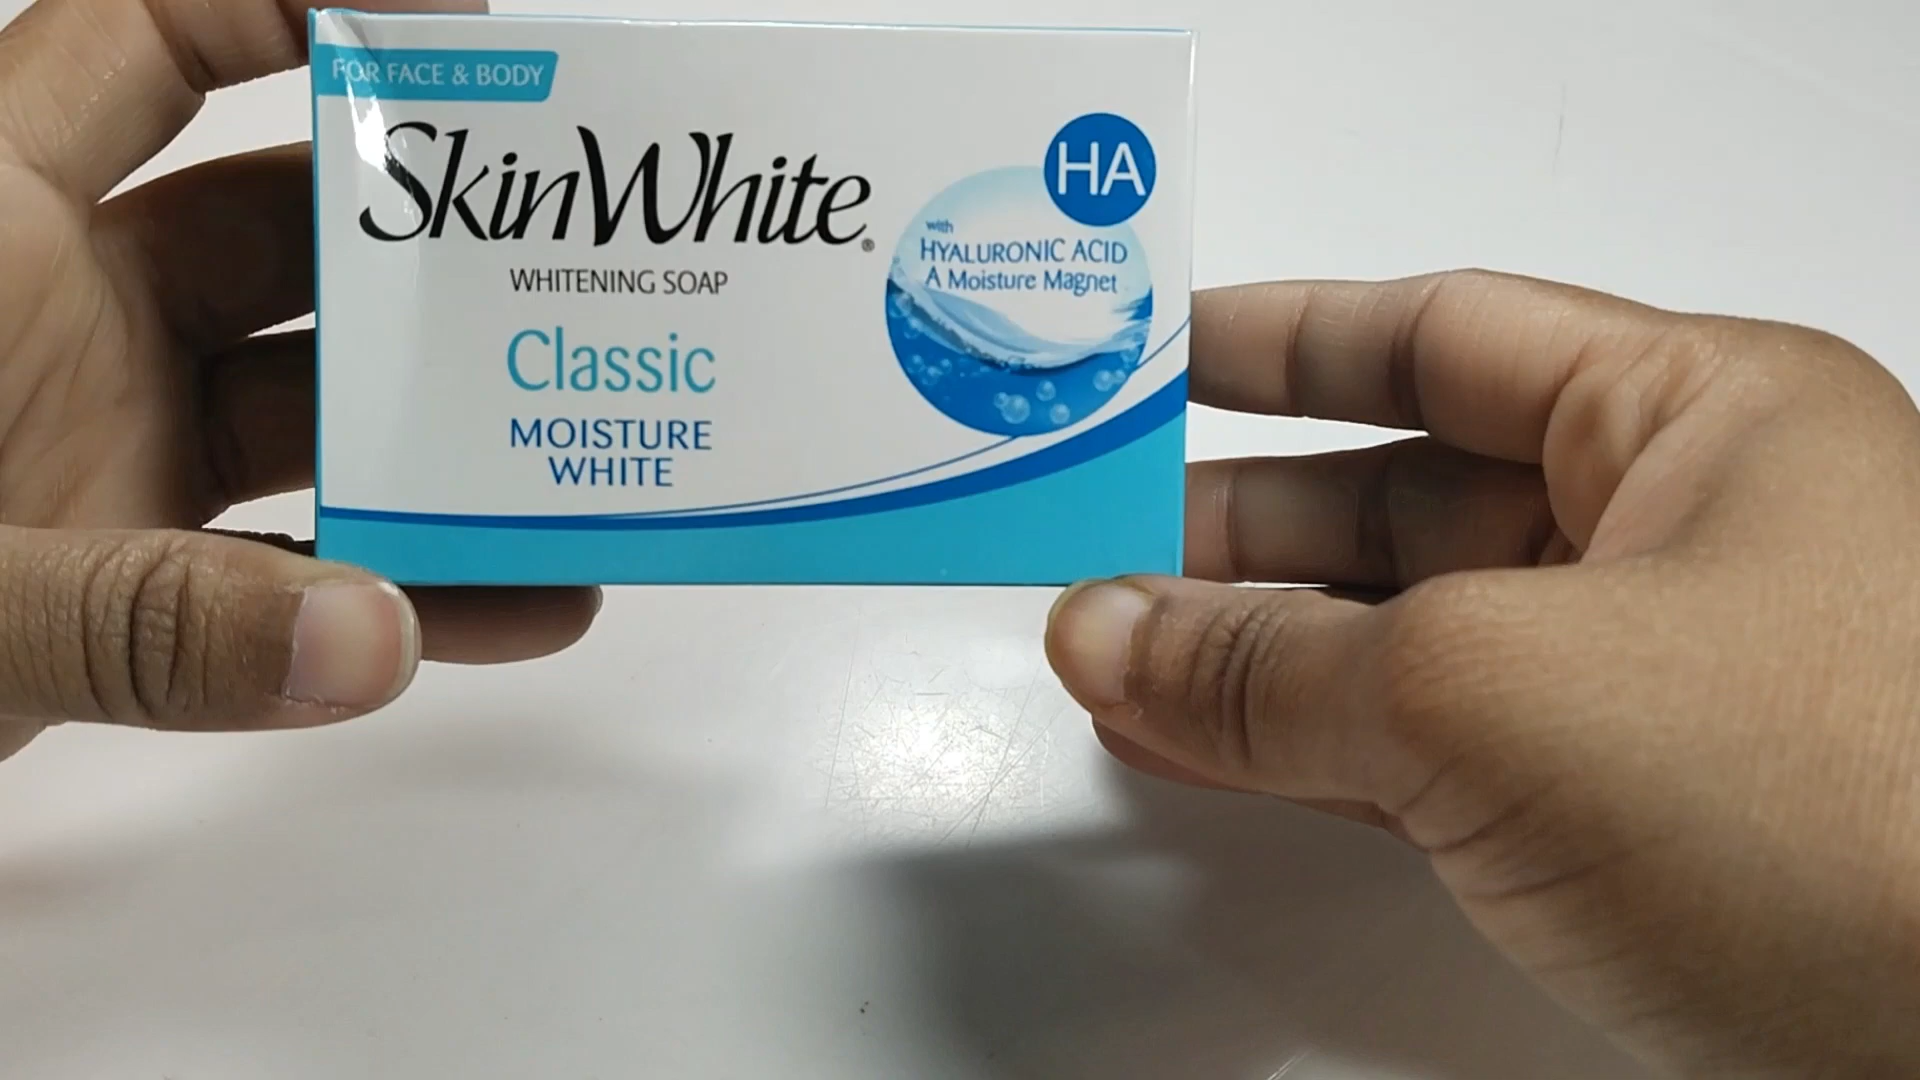 FOR FACE & BODY
SkinWhite®
WHITENING SOAP
Classic
MOISTURE
WHITE
HA
with
HYALURONIC ACID
A Moisture Magnet